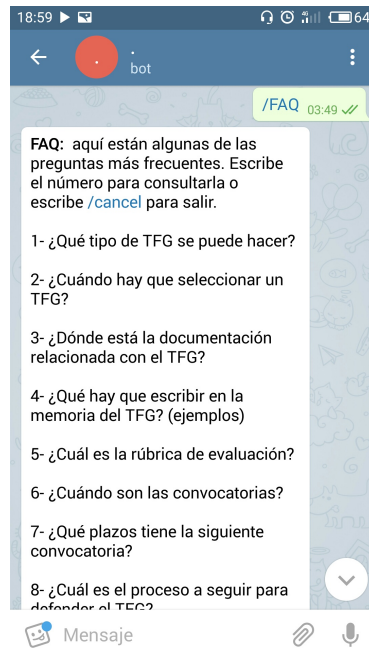 18:59
64
.
.
bot
/FAQ 03:49
FAQ: aquí están algunas de las
preguntas más frecuentes. Escribe
el número para consultarla o
escribe /cancel para salir.
1- ¿Qué tipo de TFG se puede hacer?
2- ¿Cuándo hay que seleccionar un
TFG?
3- ¿Dónde está la documentación
relacionada con el TFG?
4- ¿Qué hay que escribir en la
memoria del TFG? (ejemplos)
5- ¿Cuál es la rúbrica de evaluación?
6- ¿Cuándo son las convocatorias?
7- ¿Qué plazos tiene la siguiente
convocatoria?
8- ¿Cuál es el proceso a seguir para
defender el TFG?
Mensaje